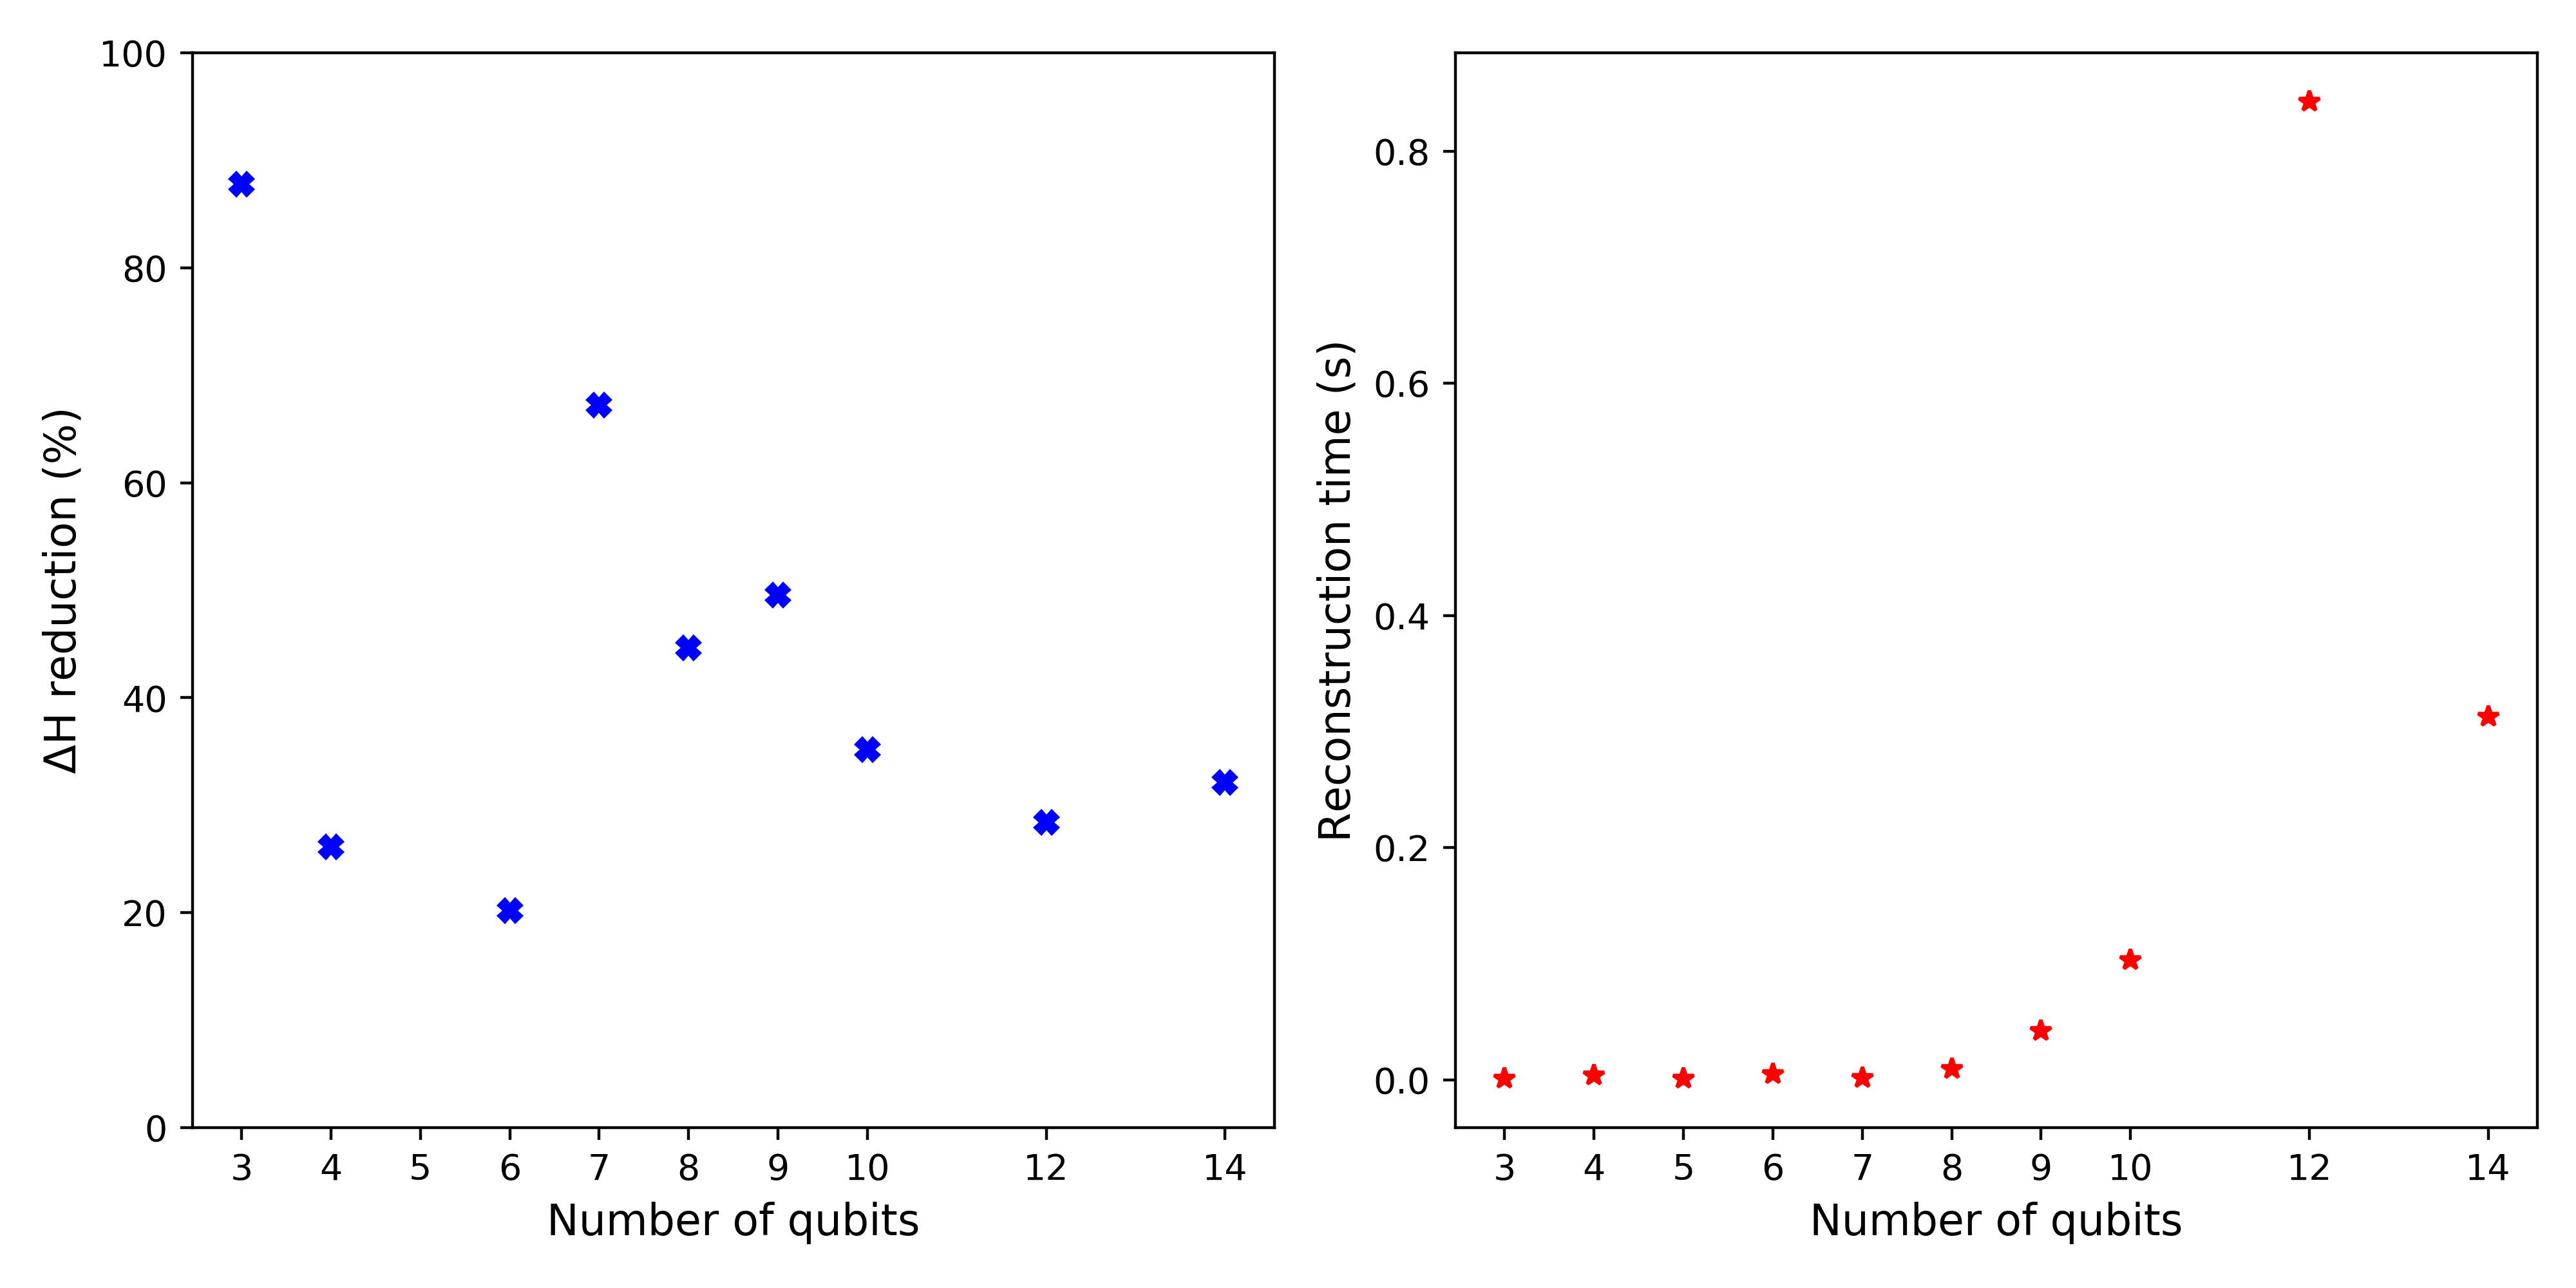 100
80
60
40
20
0
ΔH reduction (%)
3 4 5 6 7 8 9 10 12 14
Number of qubits
0.8
0.6
0.4
0.2
0.0
Reconstruction time (s)
3 4 5 6 7 8 9 10 12 14
Number of qubits